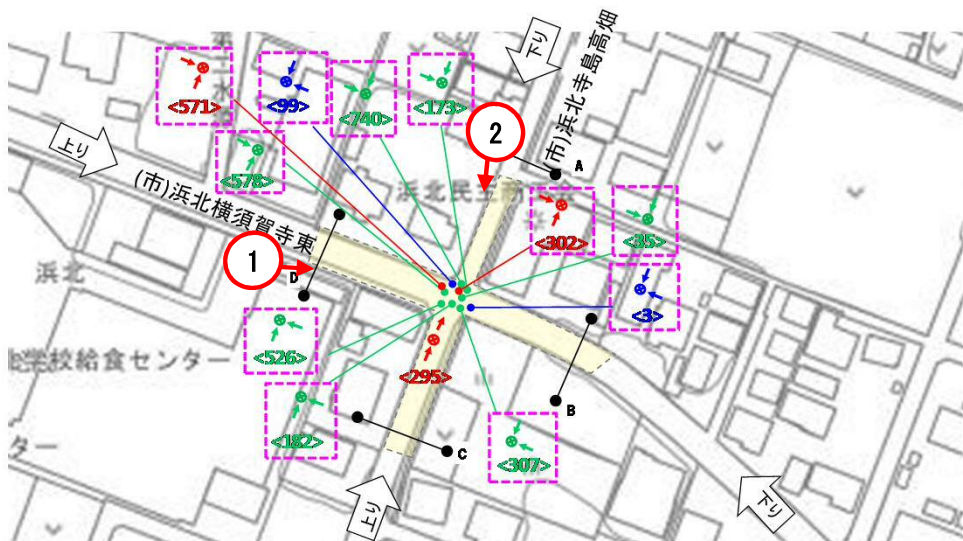 下り
(市)浜北寺島高畑
<571>
<99>
<740>
<173>
2
A
上り
<578>
(市)浜北横須賀寺東
<302>
<35>
1
浜北
D
<3>
<526>
学校給食センター
<295>
B
<182>
ター
C
<307>
上り
下り